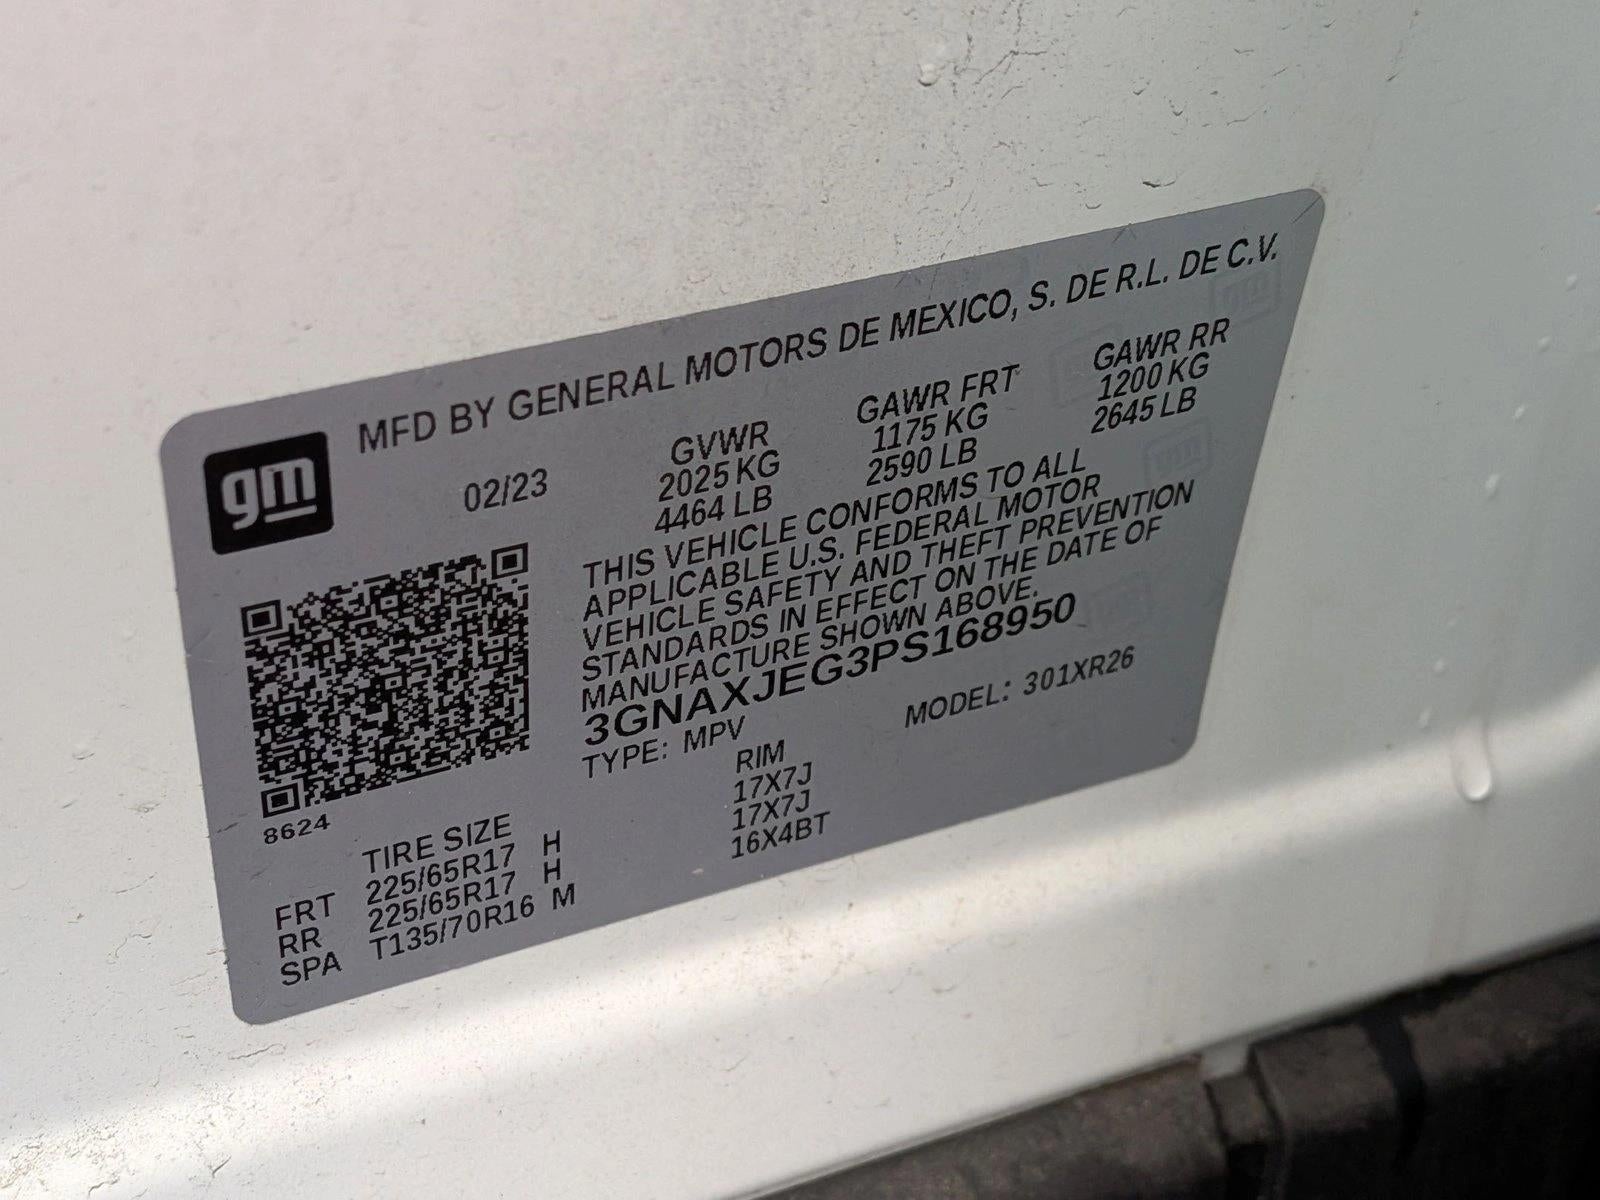 MFD BY GENERAL MOTORS DE MEXICO, S. DE R.L. DE C.V.
gm
02/23
GVWR
2025 KG
4464 LB
GAWR FRT
1175 KG
2590 LB
GAWR RR
1200 KG
2645 LB
THIS VEHICLE CONFORMS TO ALL
APPLICABLE U.S. FEDERAL MOTOR
VEHICLE SAFETY AND THEFT PREVENTION
STANDARDS IN EFFECT ON THE DATE OF
MANUFACTURE SHOWN ABOVE.
3GNAXJEG3PS168950
TYPE: MPV MODEL: 301XR26
8624
TIRE SIZE RIM
FRT 225/65R17 H 17X7J
RR 225/65R17 H 17X7J
SPA T135/70R16 M 16X4BT